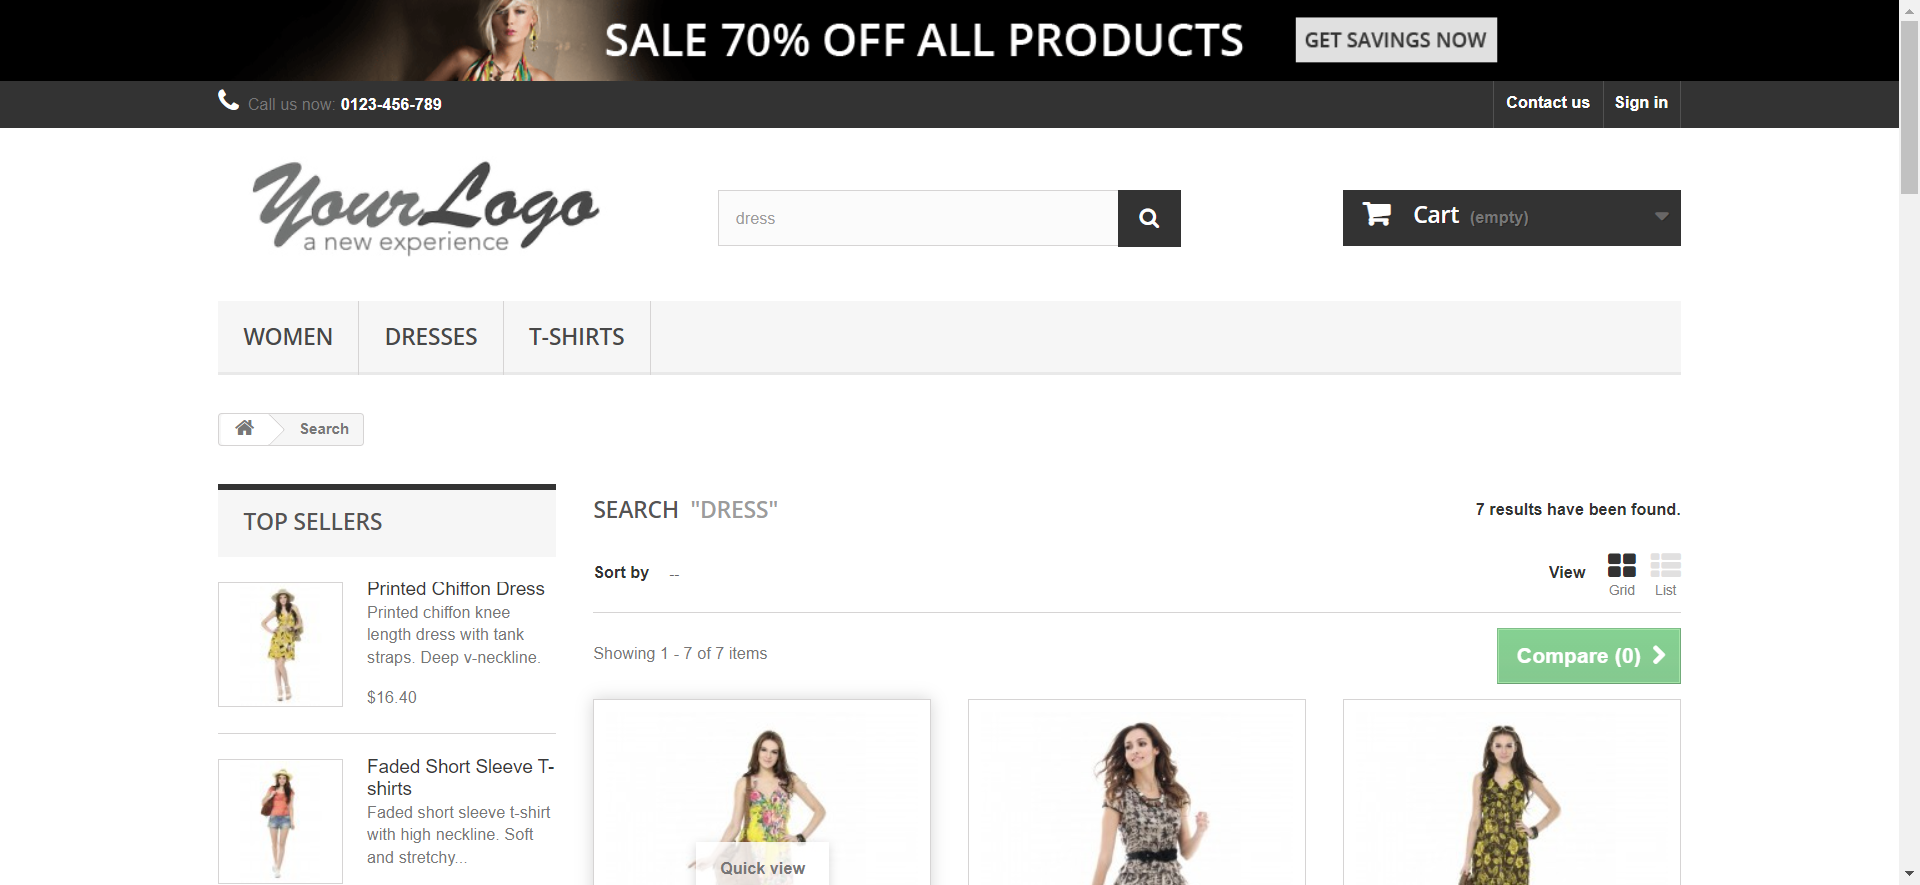 SALE 70% OFF ALL PRODUCTS
GET SAVINGS NOW
Call us now: 0123-456-789
Contact us
Sign in
YourLogo
a new experience
dress
Cart (empty)
WOMEN
DRESSES
T-SHIRTS
Search
TOP SELLERS
SEARCH "DRESS"
7 results have been found.
Sort by --
View
Grid
List
Showing 1 - 7 of 7 items
Compare (0)
Printed Chiffon Dress
Printed chiffon knee
length dress with tank
straps. Deep v-neckline.
$16.40
Faded Short Sleeve T-
shirts
Faded short sleeve t-shirt
with high neckline. Soft
and stretchy...
Quick view